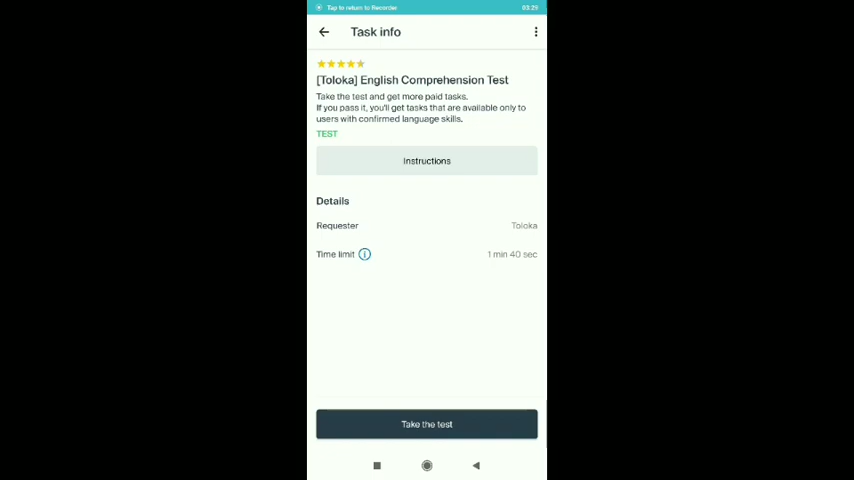 Tap to return to Recorder 03:29
Task info
[Toloka] English Comprehension Test
Take the test and get more paid tasks.
If you pass it, you'll get tasks that are available only to
users with confirmed language skills.
TEST
Instructions
Details
Requester Toloka
Time limit i 1 min 40 sec
Take the test